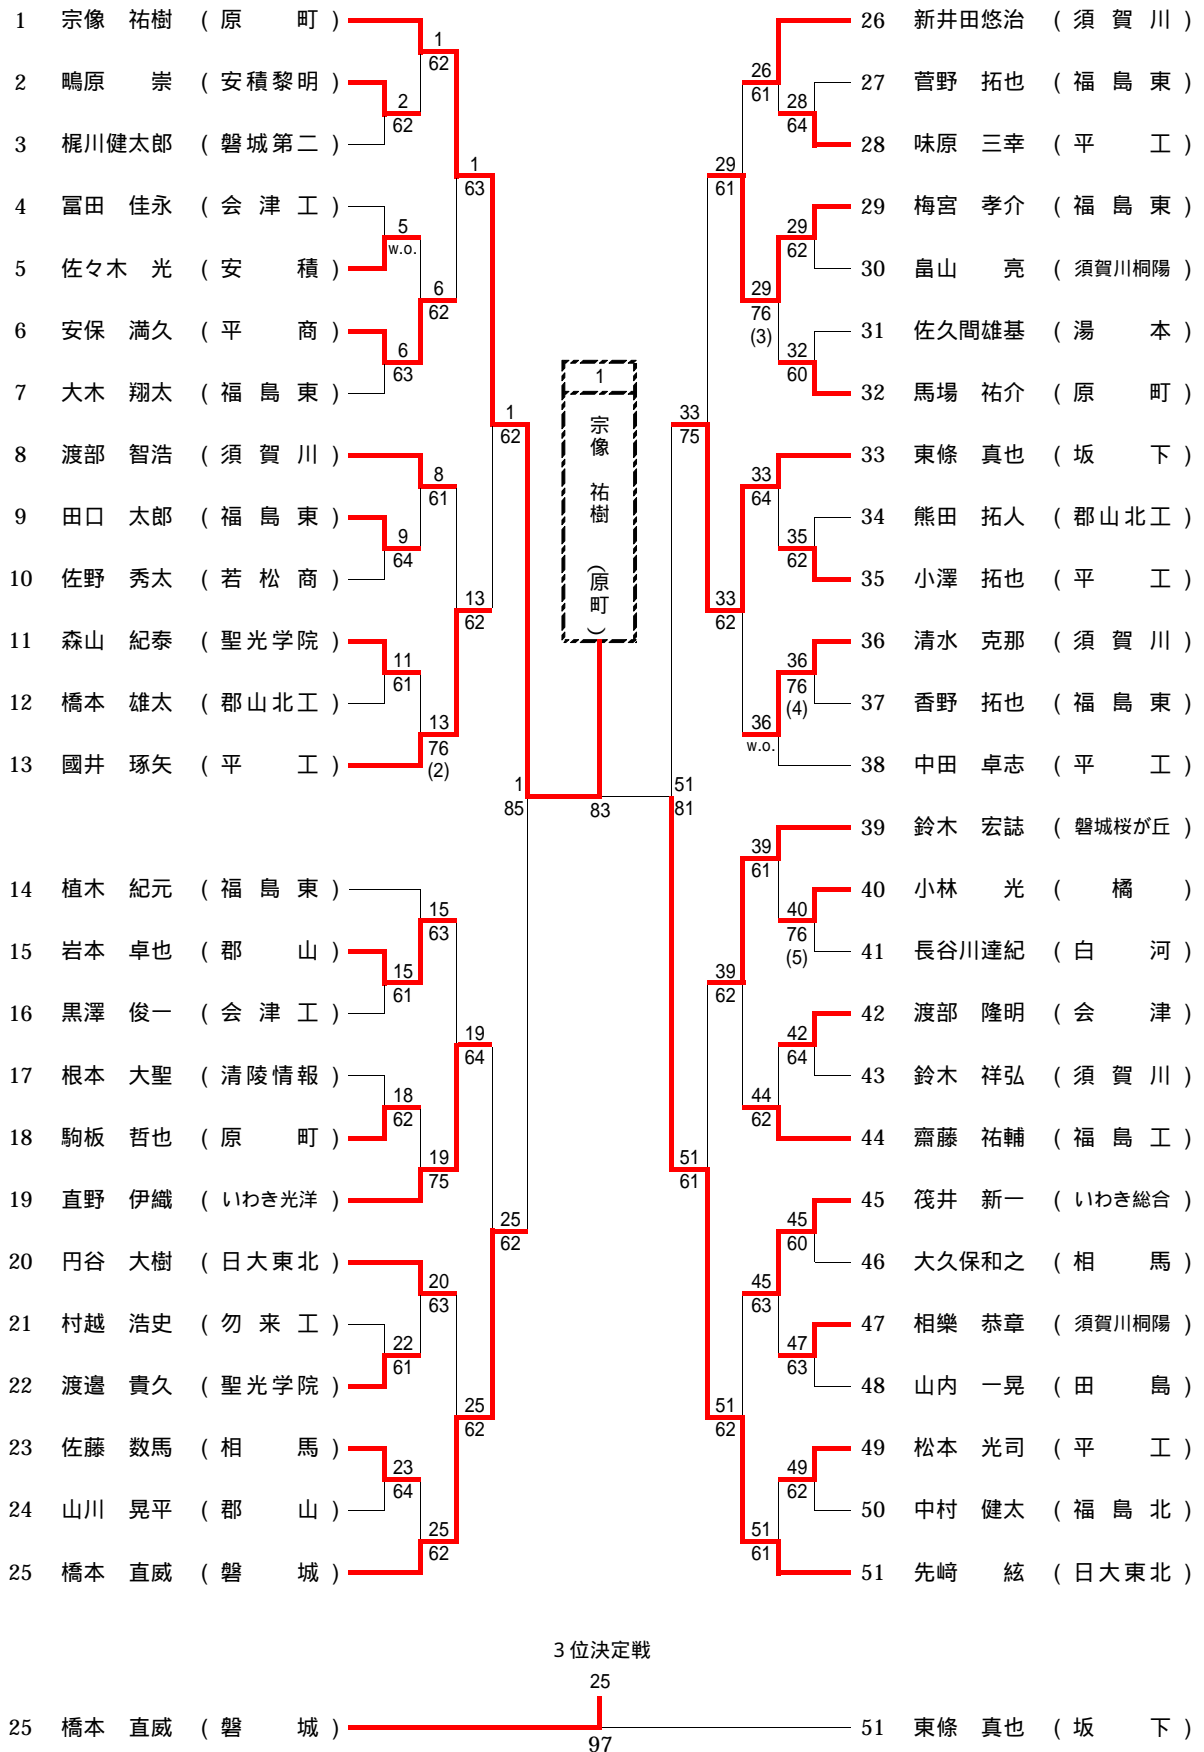 1 宗像 祐樹 (原 町)
2 鴫原 崇 (安積黎明)
3 梶川健太郎 (磐城第二)
4 冨田 佳永 (会津工)
5 佐々木 光 (安 積)
6 安保 満久 (平 商)
7 大木 翔太 (福島東)
8 渡部 智浩 (須賀川)
9 田口 太郎 (福島東)
10 佐野 秀太 (若松商)
11 森山 紀泰 (聖光学院)
12 橋本 雄太 (郡山北工)
13 國井 琢矢 (平 工)
14 植木 紀元 (福島東)
15 岩本 卓也 (郡 山)
16 黒澤 俊一 (会津工)
17 根本 大聖 (清陵情報)
18 駒板 哲也 (原 町)
19 直野 伊織 (いわき光洋)
20 円谷 大樹 (日大東北)
21 村越 浩史 (勿来工)
22 渡邉 貴久 (聖光学院)
23 佐藤 数馬 (相 馬)
24 山川 晃平 (郡 山)
25 橋本 直威 (磐 城)
2
62
5
w.o.
6
63
9
64
11
61
15
61
18
62
22
61
23
64
1
62
6
62
8
61
13
76
(2)
15
63
19
75
20
63
25
62
1
63
13
62
19
64
25
62
1
62
25
62
1
85
1
宗像 祐樹 (原町)
83
51
81
33
75
51
61
29
61
33
62
39
62
51
62
26
61
29
76
(3)
33
64
36
w.o.
39
61
44
62
45
63
51
61
28
64
29
62
32
60
35
62
36
76
(4)
40
76
(5)
42
64
45
60
47
63
49
62
26 新井田悠治 (須賀川)
27 菅野 拓也 (福島東)
28 味原 三幸 (平 工)
29 梅宮 孝介 (福島東)
30 畠山 亮 (須賀川桐陽)
31 佐久間雄基 (湯 本)
32 馬場 祐介 (原 町)
33 東條 真也 (坂 下)
34 熊田 拓人 (郡山北工)
35 小澤 拓也 (平 工)
36 清水 克那 (須賀川)
37 香野 拓也 (福島東)
38 中田 卓志 (平 工)
39 鈴木 宏誌 (磐城桜が丘)
40 小林 光 (橘)
41 長谷川達紀 (白 河)
42 渡部 隆明 (会 津)
43 鈴木 祥弘 (須賀川)
44 齋藤 祐輔 (福島工)
45 筏井 新一 (いわき総合)
46 大久保和之 (相 馬)
47 相樂 恭章 (須賀川桐陽)
48 山内 一晃 (田 島)
49 松本 光司 (平 工)
50 中村 健太 (福島北)
51 先﨑 絃 (日大東北)
3位決定戦
25
25 橋本 直威 (磐 城)
97
51 東條 真也 (坂 下)